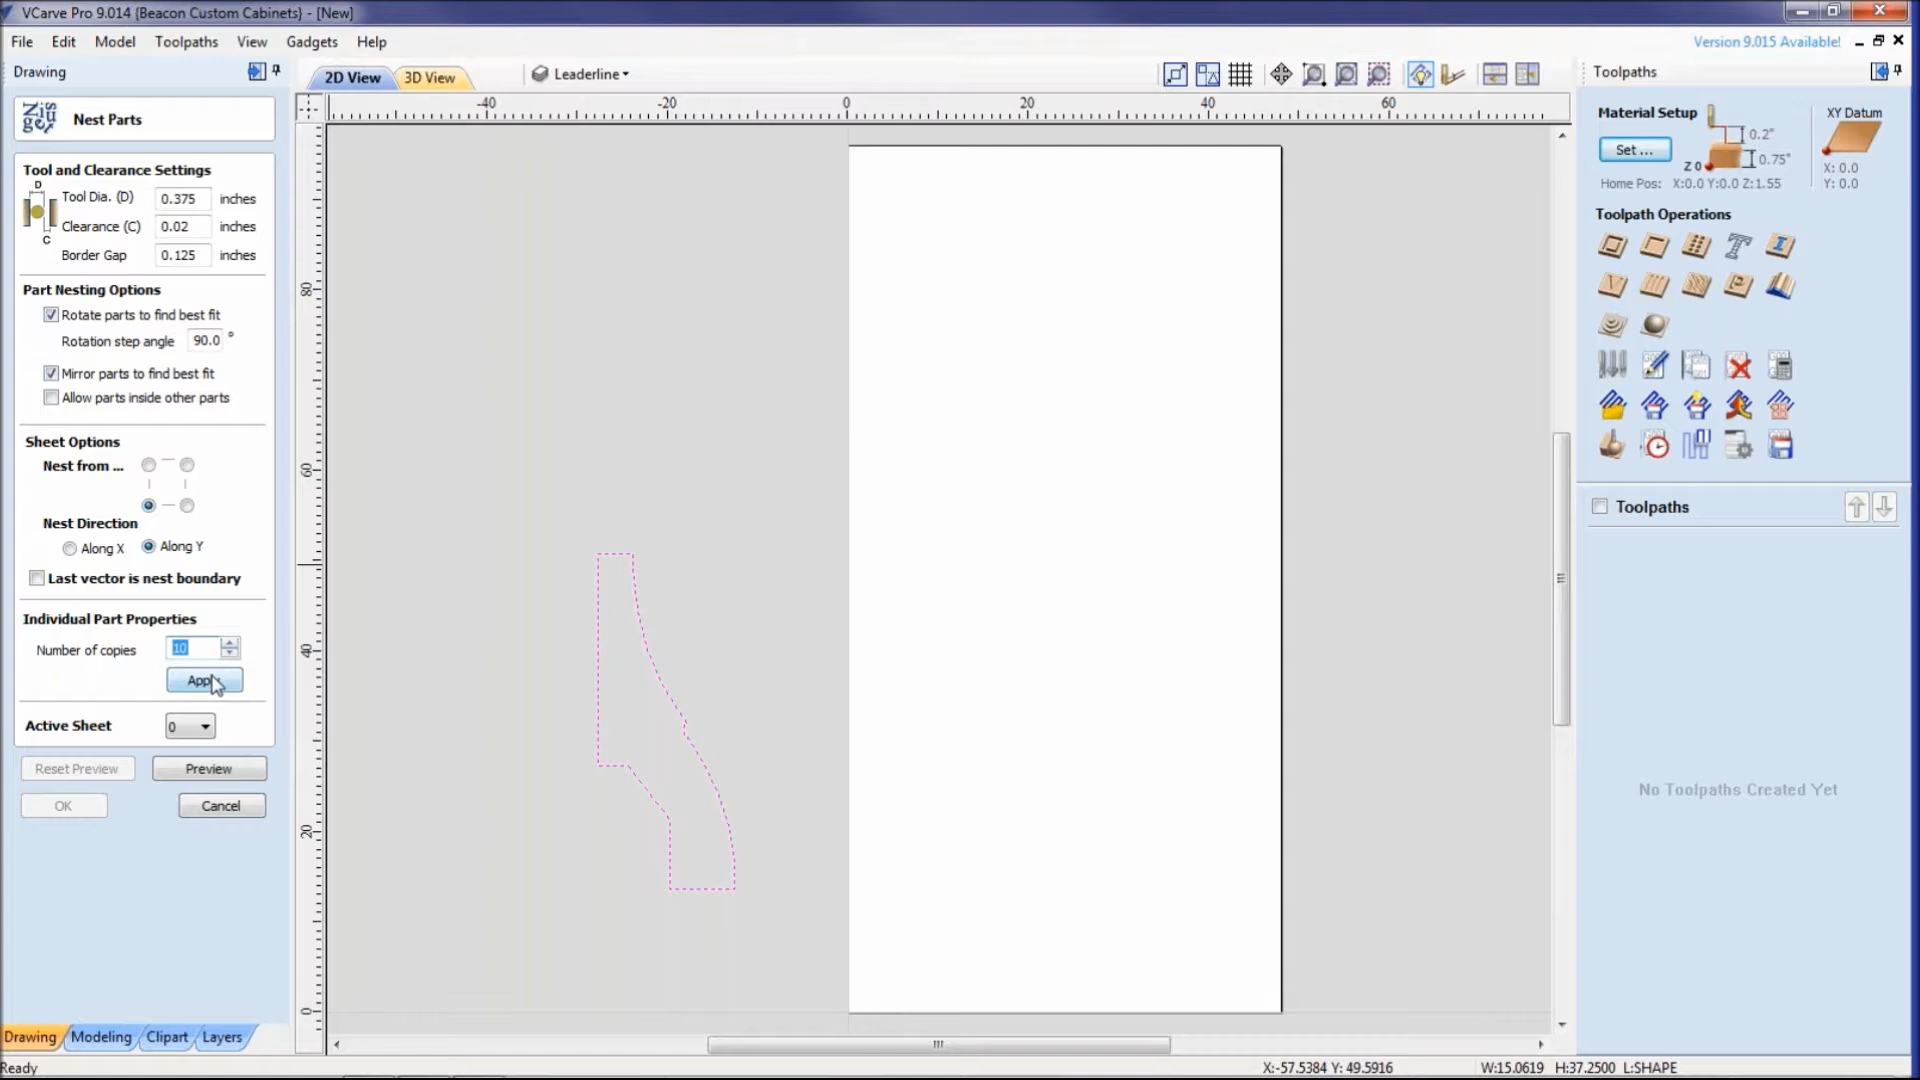 VCarve Pro 9.014 {Beacon Custom Cabinets} - [New]
File Edit Model Toolpaths View Gadgets Help
Version 9.015 Available!
Drawing
2D View 3D View
Leaderline
Toolpaths
Nest Parts
Material Setup
Set ...
0.2"
0.75"
Z 0
Home Pos: X:0.0 Y:0.0 Z:1.55
XY Datum
X: 0.0
Y: 0.0
Toolpath Operations
Tool and Clearance Settings
D
Tool Dia. (D) 0.375 inches
Clearance (C) 0.02 inches
C
Border Gap 0.125 inches
Part Nesting Options
Rotate parts to find best fit
Rotation step angle 90.0 °
Mirror parts to find best fit
Allow parts inside other parts
Sheet Options
Nest from ...
Nest Direction
Along X Along Y
Last vector is nest boundary
Individual Part Properties
Number of copies 10
Active Sheet 0
Reset Preview Preview
OK Cancel
-40 -20 0 20 40 60
80
60
40
20
0
Toolpaths
No Toolpaths Created Yet
Drawing Modeling Clipart Layers
Ready
X:-57.5384 Y: 49.5916
W:15.0619 H:37.2500 L:SHAPE